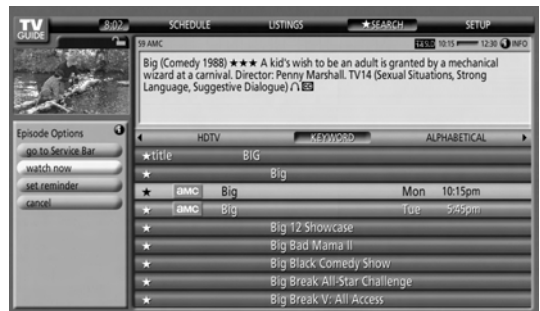 TV GUIDE
8:02
SCHEDULE LISTINGS ★SEARCH SETUP
59 AMC 10:15 12:30 INFO
Big (Comedy 1988) ★★★ A kid's wish to be an adult is granted by a mechanical
wizard at a carnival. Director: Penny Marshall. TV14 (Sexual Situations, Strong
Language, Suggestive Dialogue)
Episode Options
go to Service Bar
watch now
set reminder
cancel
HDTV KEYWORD ALPHABETICAL
★title BIG
★ Big
★ amc Big Mon 10:15pm
★ amc Big Tue 5:45pm
★ Big 12 Showcase
★ Big Bad Mama II
★ Big Black Comedy Show
★ Big Break All-Star Challenge
★ Big Break V: All Access